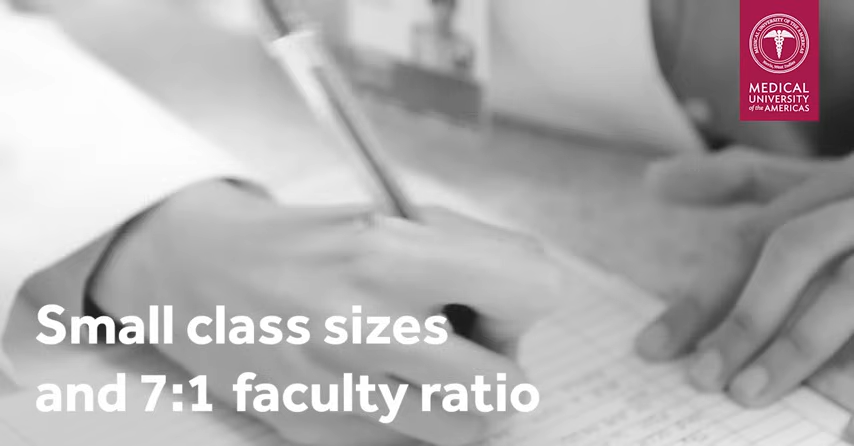 MEDICAL
UNIVERSITY
of the AMERICAS
Small class sizes
and 7:1 faculty ratio